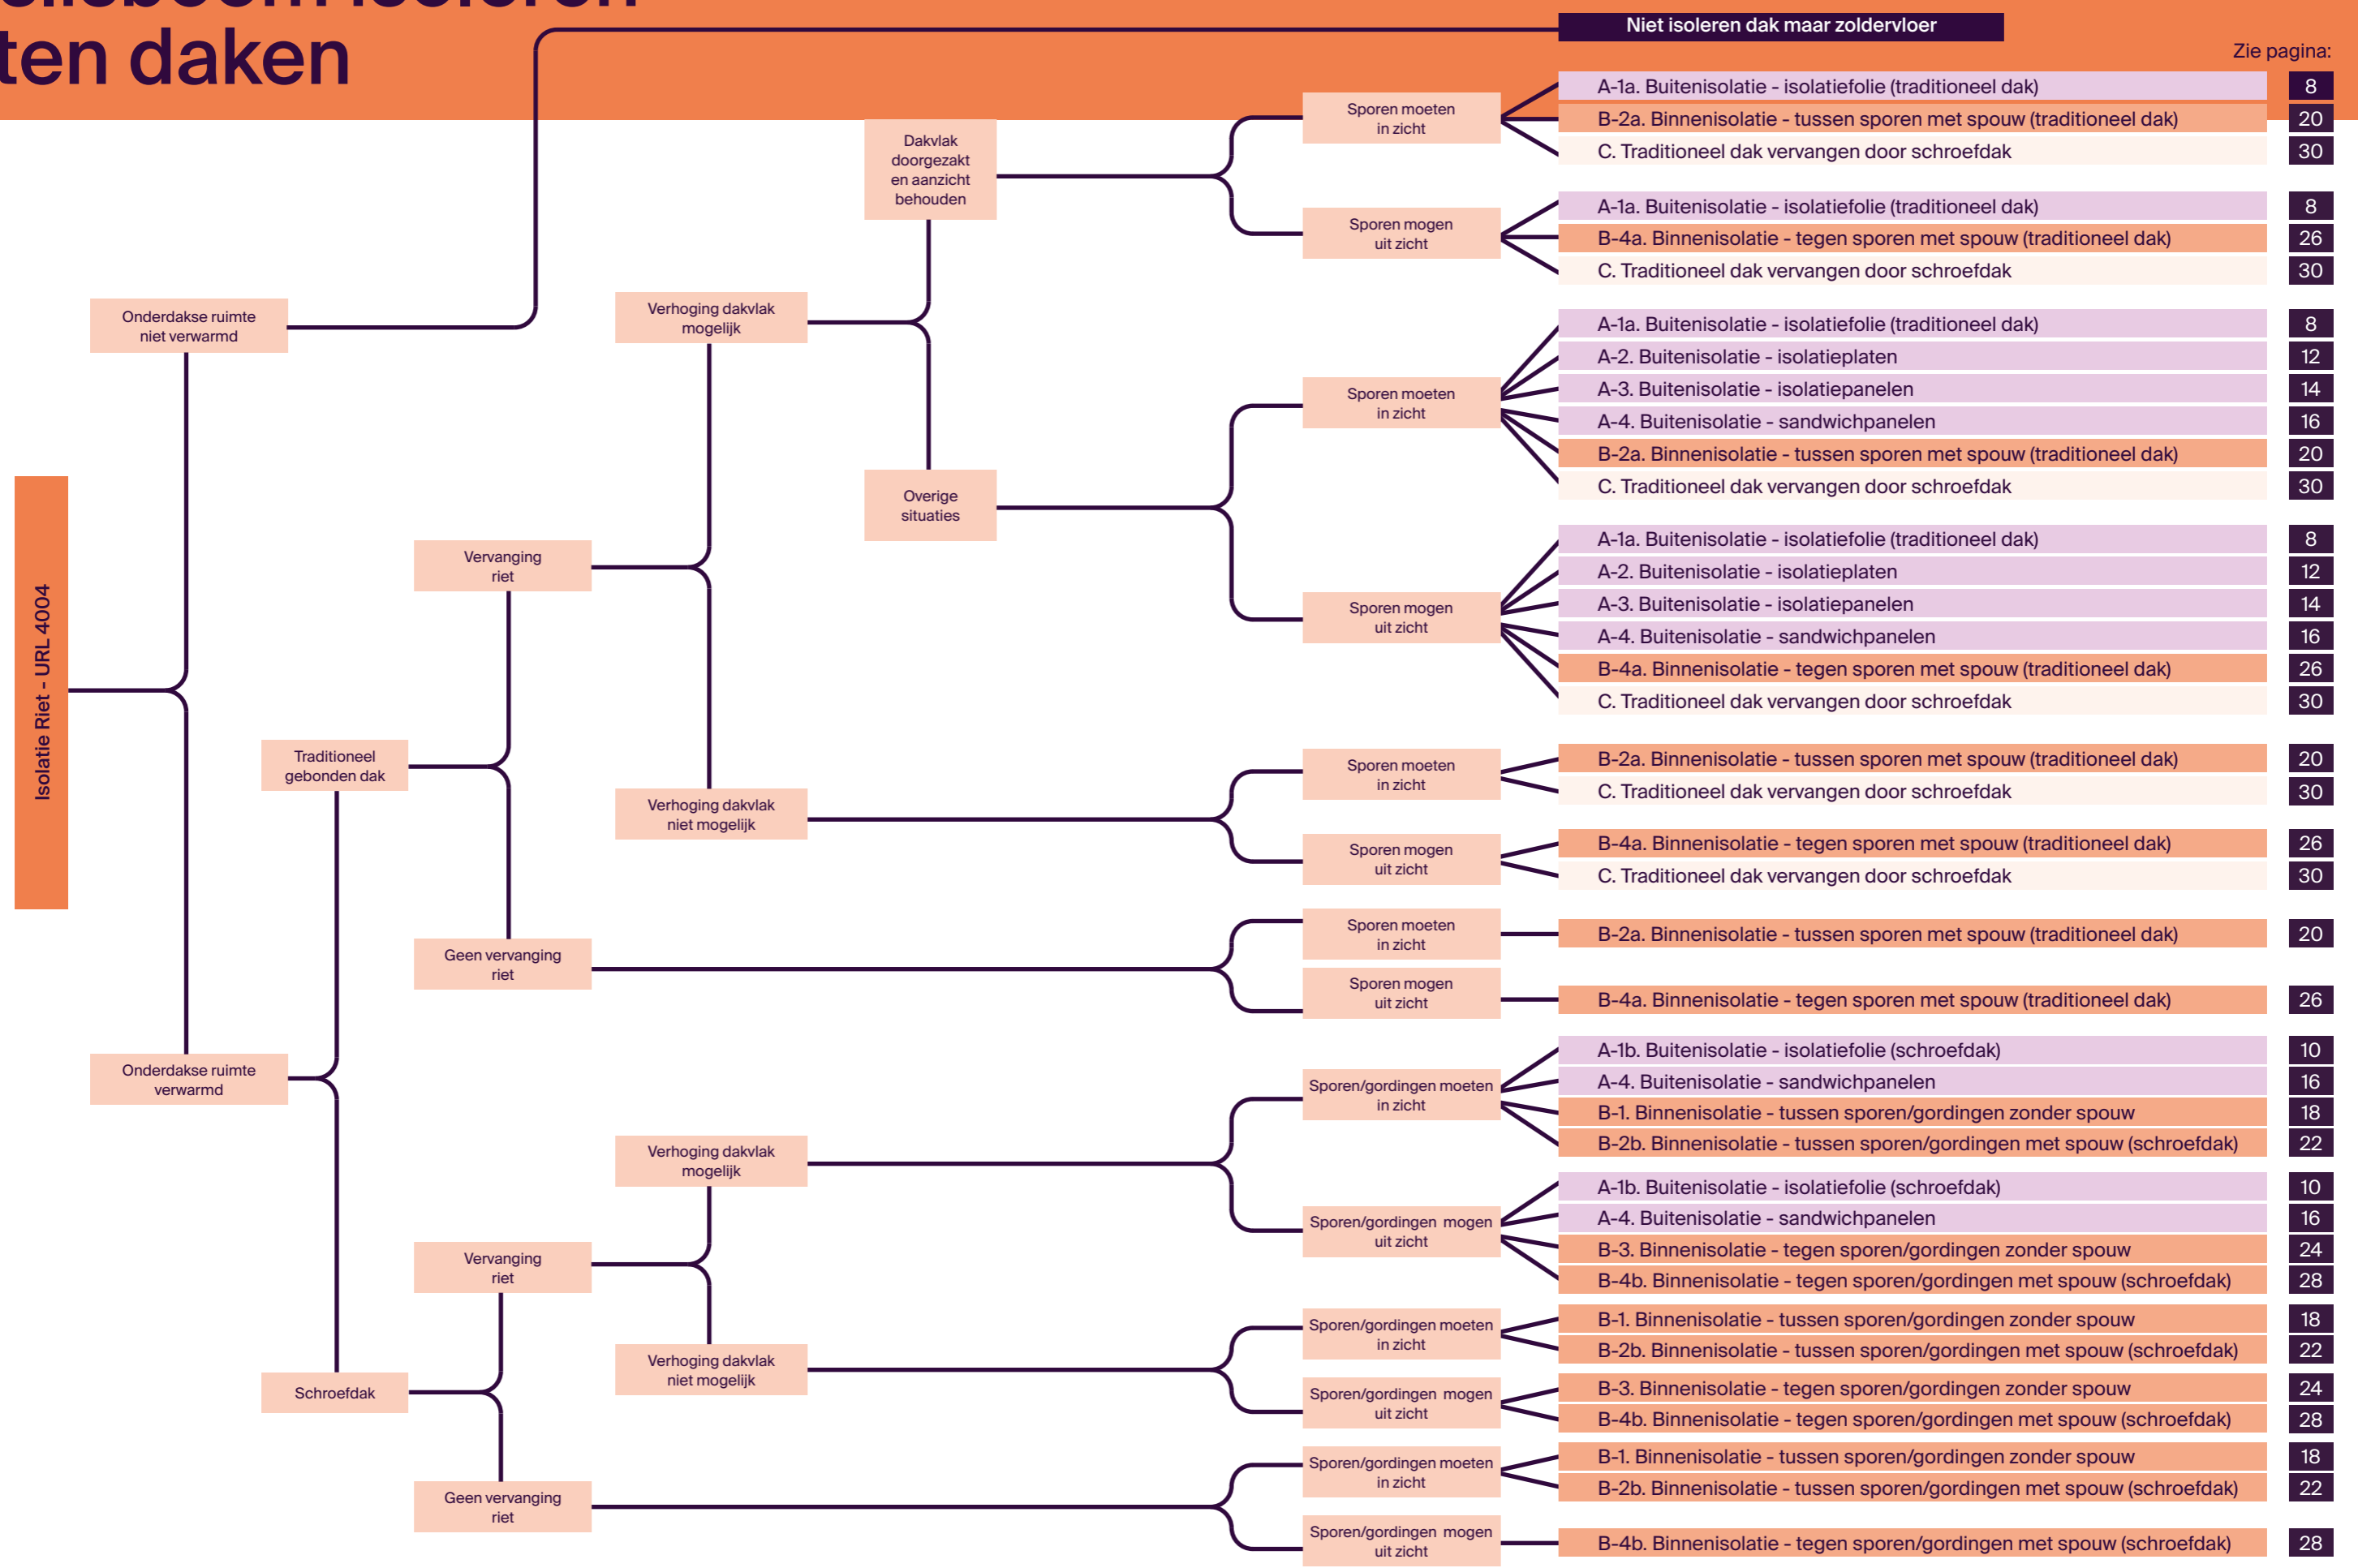 ten daken
Niet isoleren dak maar zoldervloer
Zie pagina:
Isolatie Riet - URL 4004
Onderdakse ruimte
niet verwarmd
Onderdakse ruimte
verwarmd
Traditioneel
gebonden dak
Schroefdak
Vervanging
riet
Geen vervanging
riet
Vervanging
riet
Geen vervanging
riet
Verhoging dakvlak
mogelijk
Verhoging dakvlak
niet mogelijk
Verhoging dakvlak
mogelijk
Verhoging dakvlak
niet mogelijk
Dakvlak
doorgezakt
en aanzicht
behouden
Overige
situaties
Sporen moeten
in zicht
A-1a. Buitenisolatie - isolatiefolie (traditioneel dak) 8
B-2a. Binnenisolatie - tussen sporen met spouw (traditioneel dak) 20
C. Traditioneel dak vervangen door schroefdak 30
Sporen mogen
uit zicht
A-1a. Buitenisolatie - isolatiefolie (traditioneel dak) 8
B-4a. Binnenisolatie - tegen sporen met spouw (traditioneel dak) 26
C. Traditioneel dak vervangen door schroefdak 30
Sporen moeten
in zicht
A-1a. Buitenisolatie - isolatiefolie (traditioneel dak) 8
A-2. Buitenisolatie - isolatieplaten 12
A-3. Buitenisolatie - isolatiepanelen 14
A-4. Buitenisolatie - sandwichpanelen 16
B-2a. Binnenisolatie - tussen sporen met spouw (traditioneel dak) 20
C. Traditioneel dak vervangen door schroefdak 30
Sporen mogen
uit zicht
A-1a. Buitenisolatie - isolatiefolie (traditioneel dak) 8
A-2. Buitenisolatie - isolatieplaten 12
A-3. Buitenisolatie - isolatiepanelen 14
A-4. Buitenisolatie - sandwichpanelen 16
B-4a. Binnenisolatie - tegen sporen met spouw (traditioneel dak) 26
C. Traditioneel dak vervangen door schroefdak 30
Sporen moeten
in zicht
B-2a. Binnenisolatie - tussen sporen met spouw (traditioneel dak) 20
C. Traditioneel dak vervangen door schroefdak 30
Sporen mogen
uit zicht
B-4a. Binnenisolatie - tegen sporen met spouw (traditioneel dak) 26
C. Traditioneel dak vervangen door schroefdak 30
Sporen moeten
in zicht
B-2a. Binnenisolatie - tussen sporen met spouw (traditioneel dak) 20
Sporen mogen
uit zicht
B-4a. Binnenisolatie - tegen sporen met spouw (traditioneel dak) 26
Sporen/gordingen moeten
in zicht
A-1b. Buitenisolatie - isolatiefolie (schroefdak) 10
A-4. Buitenisolatie - sandwichpanelen 16
B-1. Binnenisolatie - tussen sporen/gordingen zonder spouw 18
B-2b. Binnenisolatie - tussen sporen/gordingen met spouw (schroefdak) 22
Sporen/gordingen mogen
uit zicht
A-1b. Buitenisolatie - isolatiefolie (schroefdak) 10
A-4. Buitenisolatie - sandwichpanelen 16
B-3. Binnenisolatie - tegen sporen/gordingen zonder spouw 24
B-4b. Binnenisolatie - tegen sporen/gordingen met spouw (schroefdak) 28
Sporen/gordingen moeten
in zicht
B-1. Binnenisolatie - tussen sporen/gordingen zonder spouw 18
B-2b. Binnenisolatie - tussen sporen/gordingen met spouw (schroefdak) 22
Sporen/gordingen mogen
uit zicht
B-3. Binnenisolatie - tegen sporen/gordingen zonder spouw 24
B-4b. Binnenisolatie - tegen sporen/gordingen met spouw (schroefdak) 28
Sporen/gordingen moeten
in zicht
B-1. Binnenisolatie - tussen sporen/gordingen zonder spouw 18
B-2b. Binnenisolatie - tussen sporen/gordingen met spouw (schroefdak) 22
Sporen/gordingen mogen
uit zicht
B-4b. Binnenisolatie - tegen sporen/gordingen met spouw (schroefdak) 28